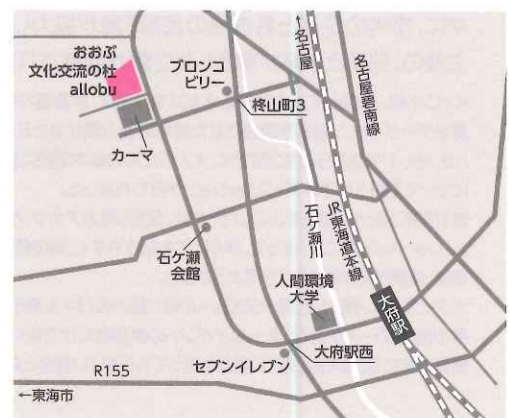 おおぶ
文化交流の杜
allobu
カーマ
ブロンコ
ビリー
柊山町3
↑名古屋
名古屋碧南線
石ケ瀬
会館
石ケ瀬川
JR東海道本線
人間環境
大学
大府駅
大府駅西
セブンイレブン
R155
←東海市